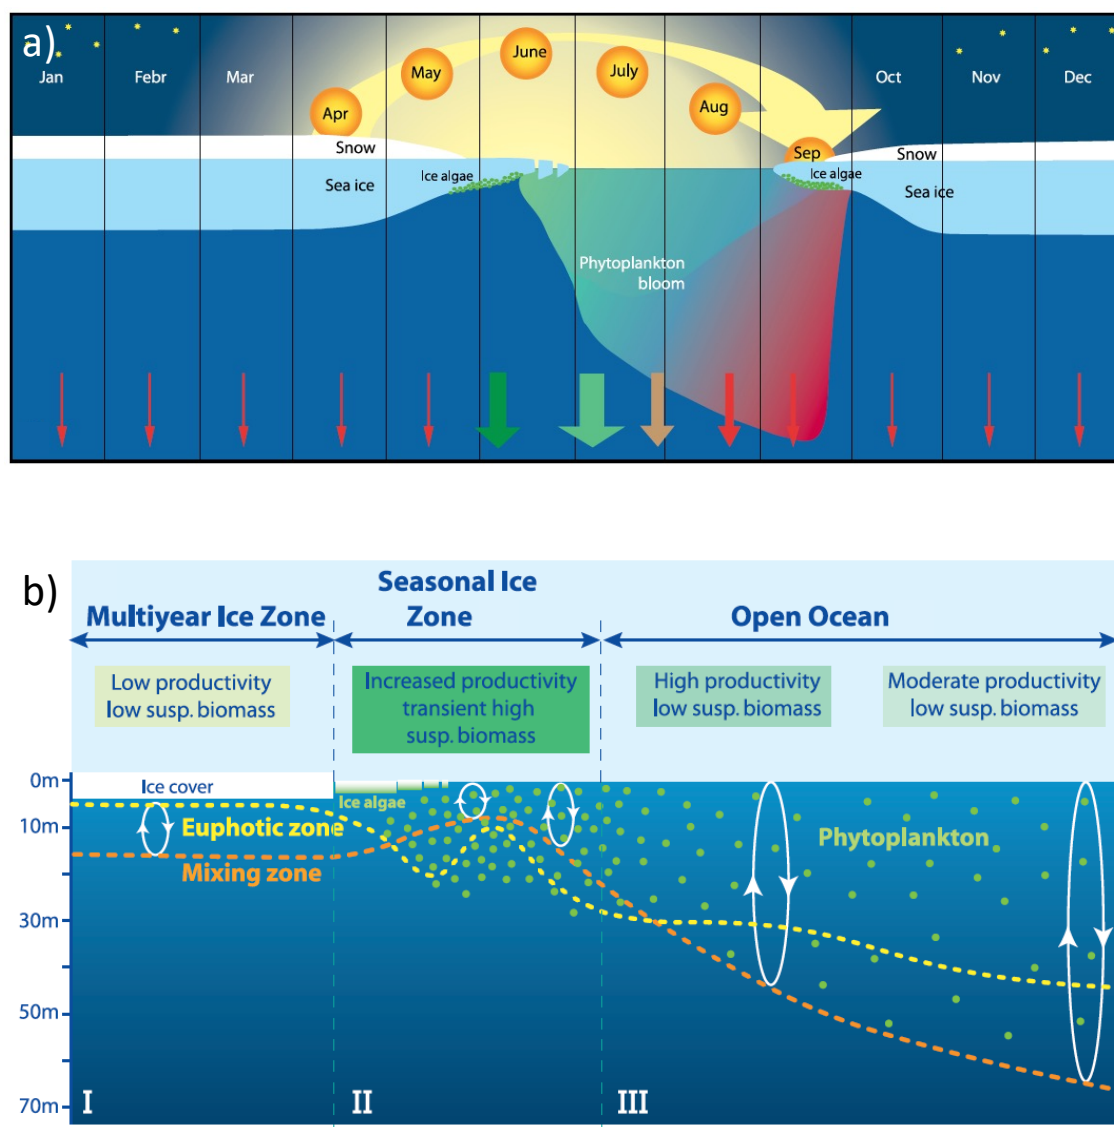 a)
Jan
Febr
Mar
Apr
May
June
July
Aug
Sep
Oct
Nov
Dec
Snow
Sea ice
Ice algae
Ice algae
Snow
Sea ice
Phytoplankton
bloom
b)
Multiyear Ice Zone
Seasonal Ice
Zone
Open Ocean
Low productivity
low susp. biomass
Increased productivity
transient high
susp. biomass
High productivity
low susp. biomass
Moderate productivity
low susp. biomass
0m
10m
30m
50m
70m
Ice cover
Ice algae
Euphotic zone
Mixing zone
Phytoplankton
I
II
III